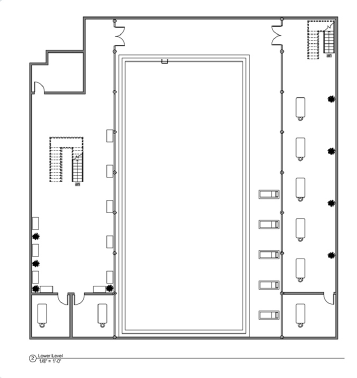 2 Lower Level
1/8" = 1'-0"